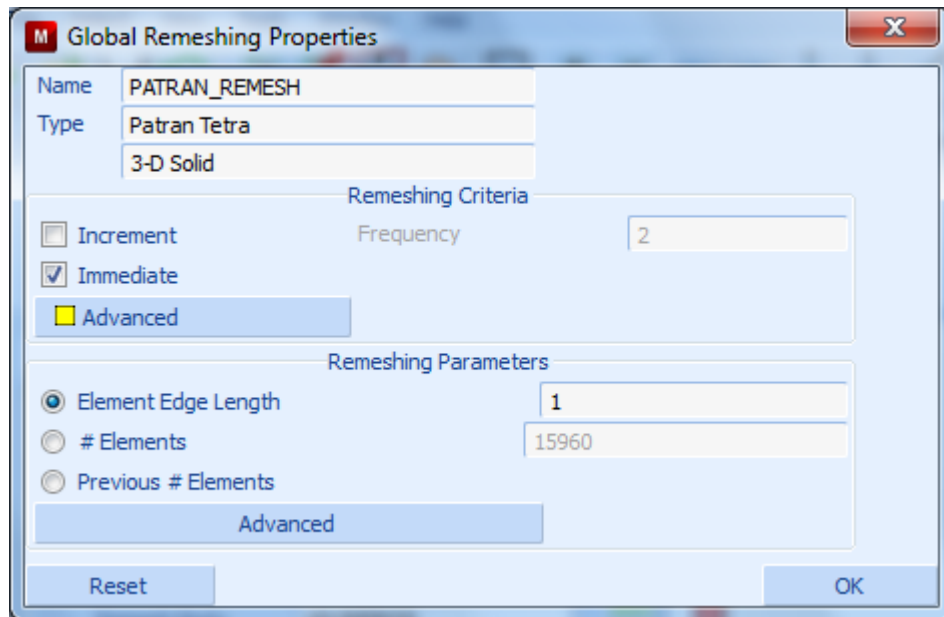 M Global Remeshing Properties X
Name PATRAN_REMESH
Type Patran Tetra
3-D Solid
Remeshing Criteria
Increment Frequency 2
Immediate
Advanced
Remeshing Parameters
Element Edge Length 1
# Elements 15960
Previous # Elements
Advanced
Reset OK